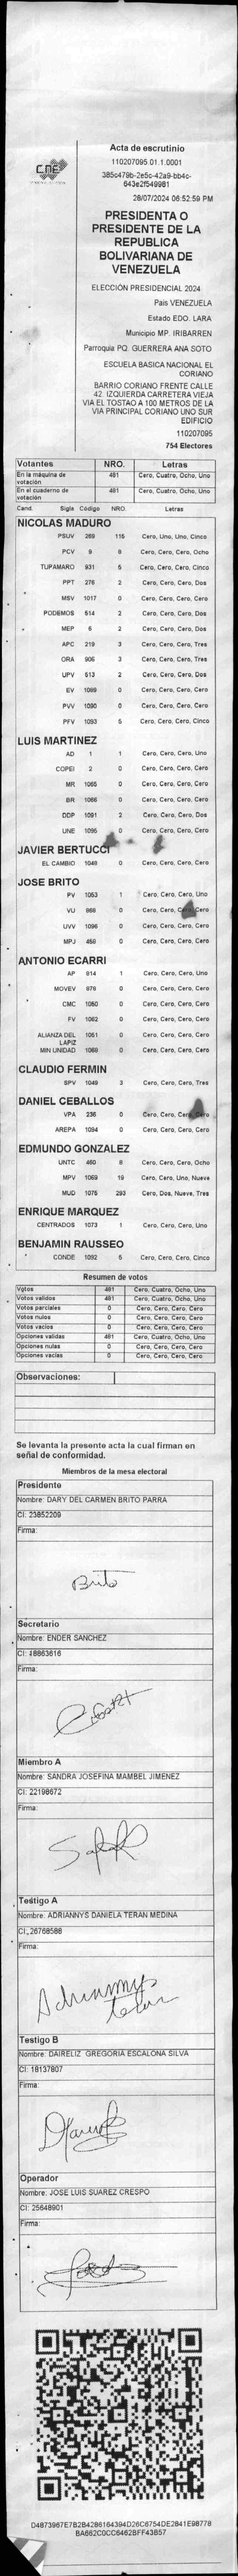 CNE
Acta de escrutinio
110207095.01.1.0001
385c479b-2e5c-42a9-bb4c-
643e2f549981
28/07/2024 06:52:59 PM
PRESIDENTA O
PRESIDENTE DE LA
REPUBLICA
BOLIVARIANA DE
VENEZUELA
ELECCIÓN PRESIDENCIAL 2024
País VENEZUELA
Estado EDO. LARA
Municipio MP. IRIBARREN
Parroquia PQ. GUERRERA ANA SOTO
ESCUELA BASICA NACIONAL EL
CORIANO
BARRIO CORIANO FRENTE CALLE
42. IZQUIERDA CARRETERA VIEJA
VIA EL TOSTAO A 100 METROS DE LA
VIA PRINCIPAL CORIANO UNO SUR
EDIFICIO
110207095
754 Electores
Votantes NRO. Letras
En la máquina de votación 481 Cero, Cuatro, Ocho, Uno
En el cuaderno de votación 481 Cero, Cuatro, Ocho, Uno
Cand. Sigla Código NRO. Letras
NICOLAS MADURO
PSUV 269 115 Cero, Uno, Uno, Cinco
PCV 9 8 Cero, Cero, Cero, Ocho
TUPAMARO 931 5 Cero, Cero, Cero, Cinco
PPT 276 2 Cero, Cero, Cero, Dos
MSV 1017 0 Cero, Cero, Cero, Cero
PODEMOS 514 2 Cero, Cero, Cero, Dos
MEP 6 2 Cero, Cero, Cero, Dos
APC 219 3 Cero, Cero, Cero, Tres
ORA 906 3 Cero, Cero, Cero, Tres
UPV 513 2 Cero, Cero, Cero, Dos
EV 1089 0 Cero, Cero, Cero, Cero
PVV 1090 0 Cero, Cero, Cero, Cero
PFV 1093 5 Cero, Cero, Cero, Cinco
LUIS MARTINEZ
AD 1 1 Cero, Cero, Cero, Uno
COPEI 2 0 Cero, Cero, Cero, Cero
MR 1065 0 Cero, Cero, Cero, Cero
BR 1066 0 Cero, Cero, Cero, Cero
DDP 1091 2 Cero, Cero, Cero, Dos
UNE 1095 0 Cero, Cero, Cero, Cero
JAVIER BERTUCCI
EL CAMBIO 1048 0 Cero, Cero, Cero, Cero
JOSE BRITO
PV 1053 1 Cero, Cero, Cero, Uno
VU 868 0 Cero, Cero, Cero, Cero
UVV 1096 0 Cero, Cero, Cero, Cero
MPJ 458 0 Cero, Cero, Cero, Cero
ANTONIO ECARRI
AP 914 1 Cero, Cero, Cero, Uno
MOVEV 878 0 Cero, Cero, Cero, Cero
CMC 1050 0 Cero, Cero, Cero, Cero
FV 1062 0 Cero, Cero, Cero, Cero
ALIANZA DEL LAPIZ 1061 0 Cero, Cero, Cero, Cero
MIN UNIDAD 1068 0 Cero, Cero, Cero, Cero
CLAUDIO FERMIN
SPV 1049 3 Cero, Cero, Cero, Tres
DANIEL CEBALLOS
VPA 236 0 Cero, Cero, Cero, Cero
AREPA 1094 0 Cero, Cero, Cero, Cero
EDMUNDO GONZALEZ
UNTC 460 8 Cero, Cero, Cero, Ocho
MPV 1069 19 Cero, Cero, Uno, Nueve
MUD 1075 293 Cero, Dos, Nueve, Tres
ENRIQUE MARQUEZ
CENTRADOS 1073 1 Cero, Cero, Cero, Uno
BENJAMIN RAUSSEO
CONDE 1092 5 Cero, Cero, Cero, Cinco
Resumen de votos
Votos 481 Cero, Cuatro, Ocho, Uno
Votos validos 481 Cero, Cuatro, Ocho, Uno
Votos parciales 0 Cero, Cero, Cero, Cero
Votos nulos 0 Cero, Cero, Cero, Cero
Votos vacios 0 Cero, Cero, Cero, Cero
Opciones validas 481 Cero, Cuatro, Ocho, Uno
Opciones nulas 0 Cero, Cero, Cero, Cero
Opciones vacias 0 Cero, Cero, Cero, Cero
Observaciones:
Se levanta la presente acta la cual firman en
señal de conformidad.
Miembros de la mesa electoral
Presidente
Nombre: DARY DEL CARMEN BRITO PARRA
CI: 23852209
Firma:
Brito
Secretario
Nombre: ENDER SANCHEZ
CI: 18863616
Firma:
Miembro A
Nombre: SANDRA JOSEFINA MAMBEL JIMENEZ
CI: 22198672
Firma:
Testigo A
Nombre: ADRIANNYS DANIELA TERAN MEDINA
CI: 26768588
Firma:
Adriannys
teran
Testigo B
Nombre: DAIRELIZ GREGORIA ESCALONA SILVA
CI: 18137807
Firma:
Operador
Nombre: JOSE LUIS SUAREZ CRESPO
CI: 25648901
Firma:
D4873967E7B2B4286164394D26C6754DE2841E98778
BA662C0CC6462BFF43B57